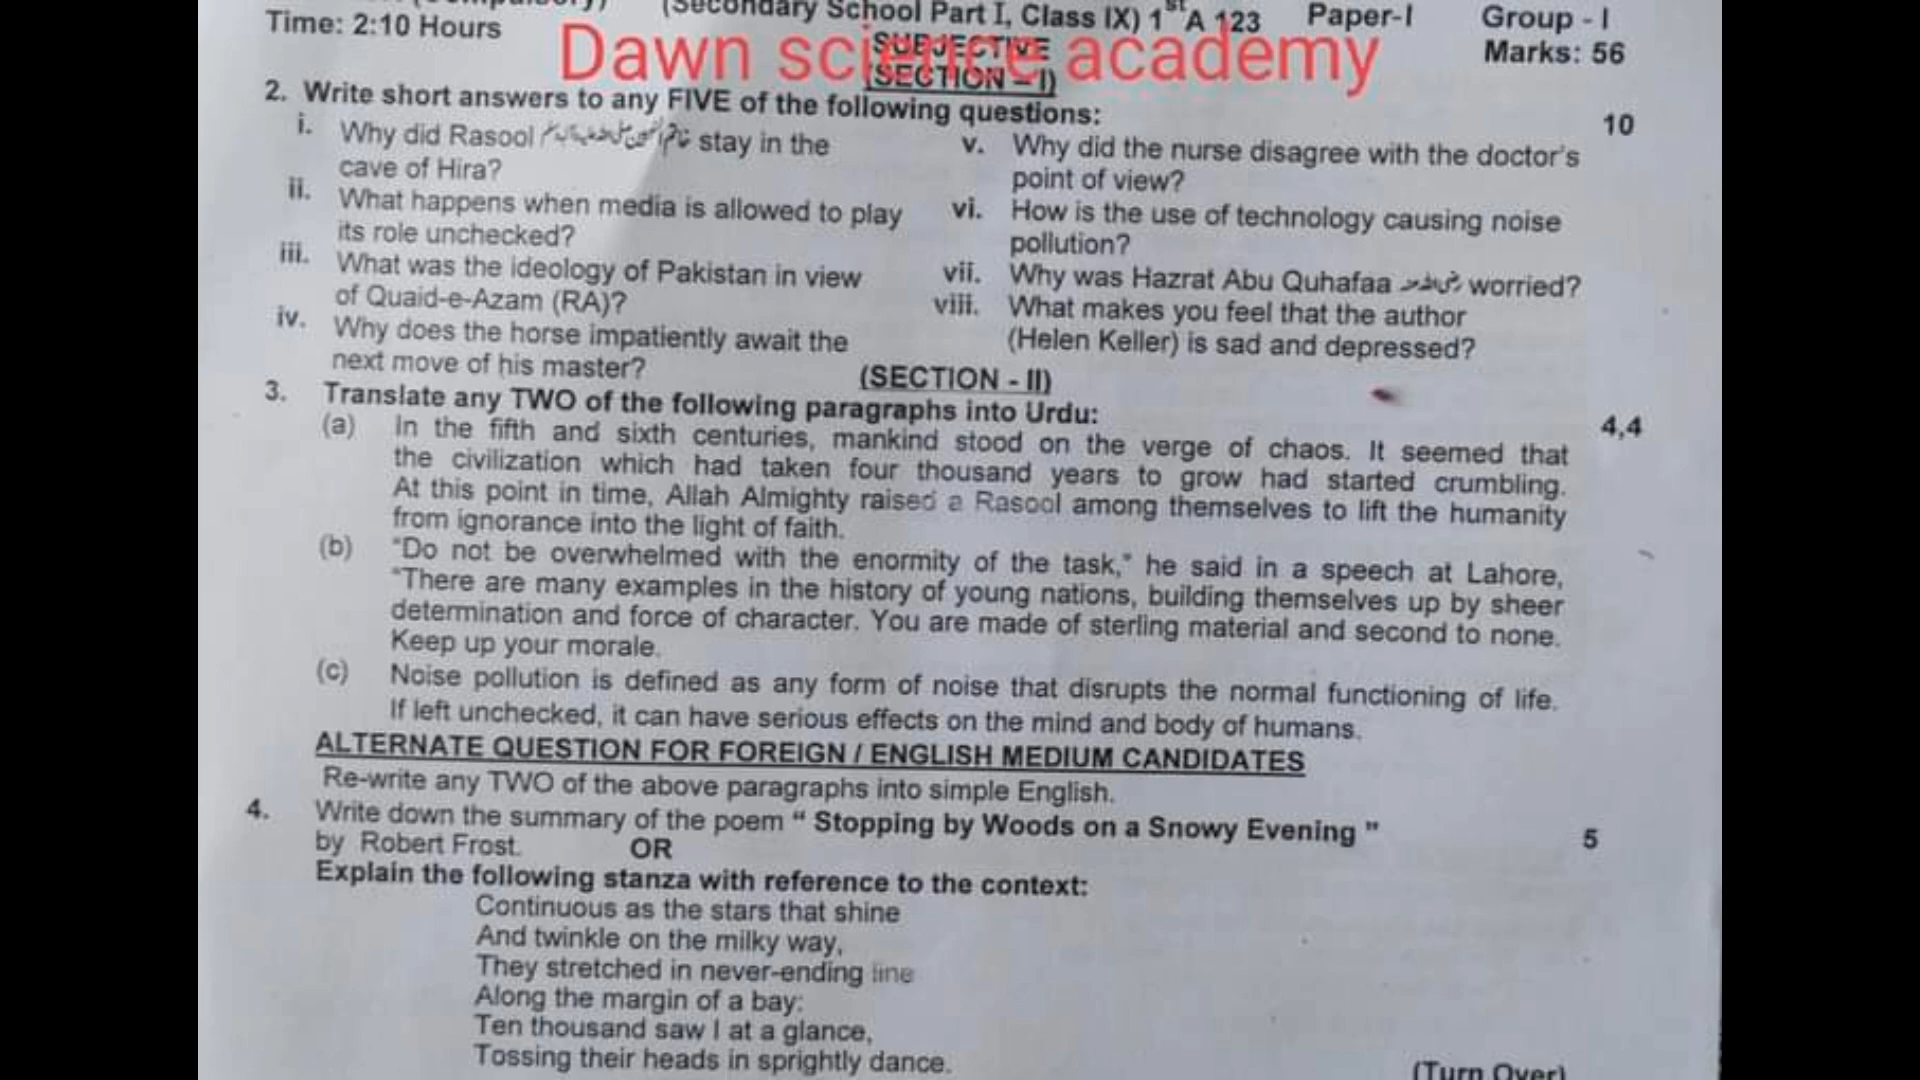 (Secondary School Part I, Class IX) 1st A 123 Paper-I Group - I
Time: 2:10 Hours
SUBJECTIVE
Marks: 56
Dawn science academy
(SECTION – I)
2. Write short answers to any FIVE of the following questions: 10
i. Why did Rasool stay in the
cave of Hira?
ii. What happens when media is allowed to play
its role unchecked?
iii. What was the ideology of Pakistan in view
of Quaid-e-Azam (RA)?
iv. Why does the horse impatiently await the
next move of his master?
v. Why did the nurse disagree with the doctor's
point of view?
vi. How is the use of technology causing noise
pollution?
vii. Why was Hazrat Abu Quhafaa worried?
viii. What makes you feel that the author
(Helen Keller) is sad and depressed?
(SECTION - II)
3. Translate any TWO of the following paragraphs into Urdu: 4,4
(a) In the fifth and sixth centuries, mankind stood on the verge of chaos. It seemed that
the civilization which had taken four thousand years to grow had started crumbling.
At this point in time, Allah Almighty raised a Rasool among themselves to lift the humanity
from ignorance into the light of faith.
(b) "Do not be overwhelmed with the enormity of the task," he said in a speech at Lahore,
"There are many examples in the history of young nations, building themselves up by sheer
determination and force of character. You are made of sterling material and second to none.
Keep up your morale.
(c) Noise pollution is defined as any form of noise that disrupts the normal functioning of life.
If left unchecked, it can have serious effects on the mind and body of humans.
ALTERNATE QUESTION FOR FOREIGN / ENGLISH MEDIUM CANDIDATES
Re-write any TWO of the above paragraphs into simple English.
4. Write down the summary of the poem " Stopping by Woods on a Snowy Evening " 5
by Robert Frost. OR
Explain the following stanza with reference to the context:
Continuous as the stars that shine
And twinkle on the milky way,
They stretched in never-ending line
Along the margin of a bay:
Ten thousand saw I at a glance,
Tossing their heads in sprightly dance.
(Turn Over)